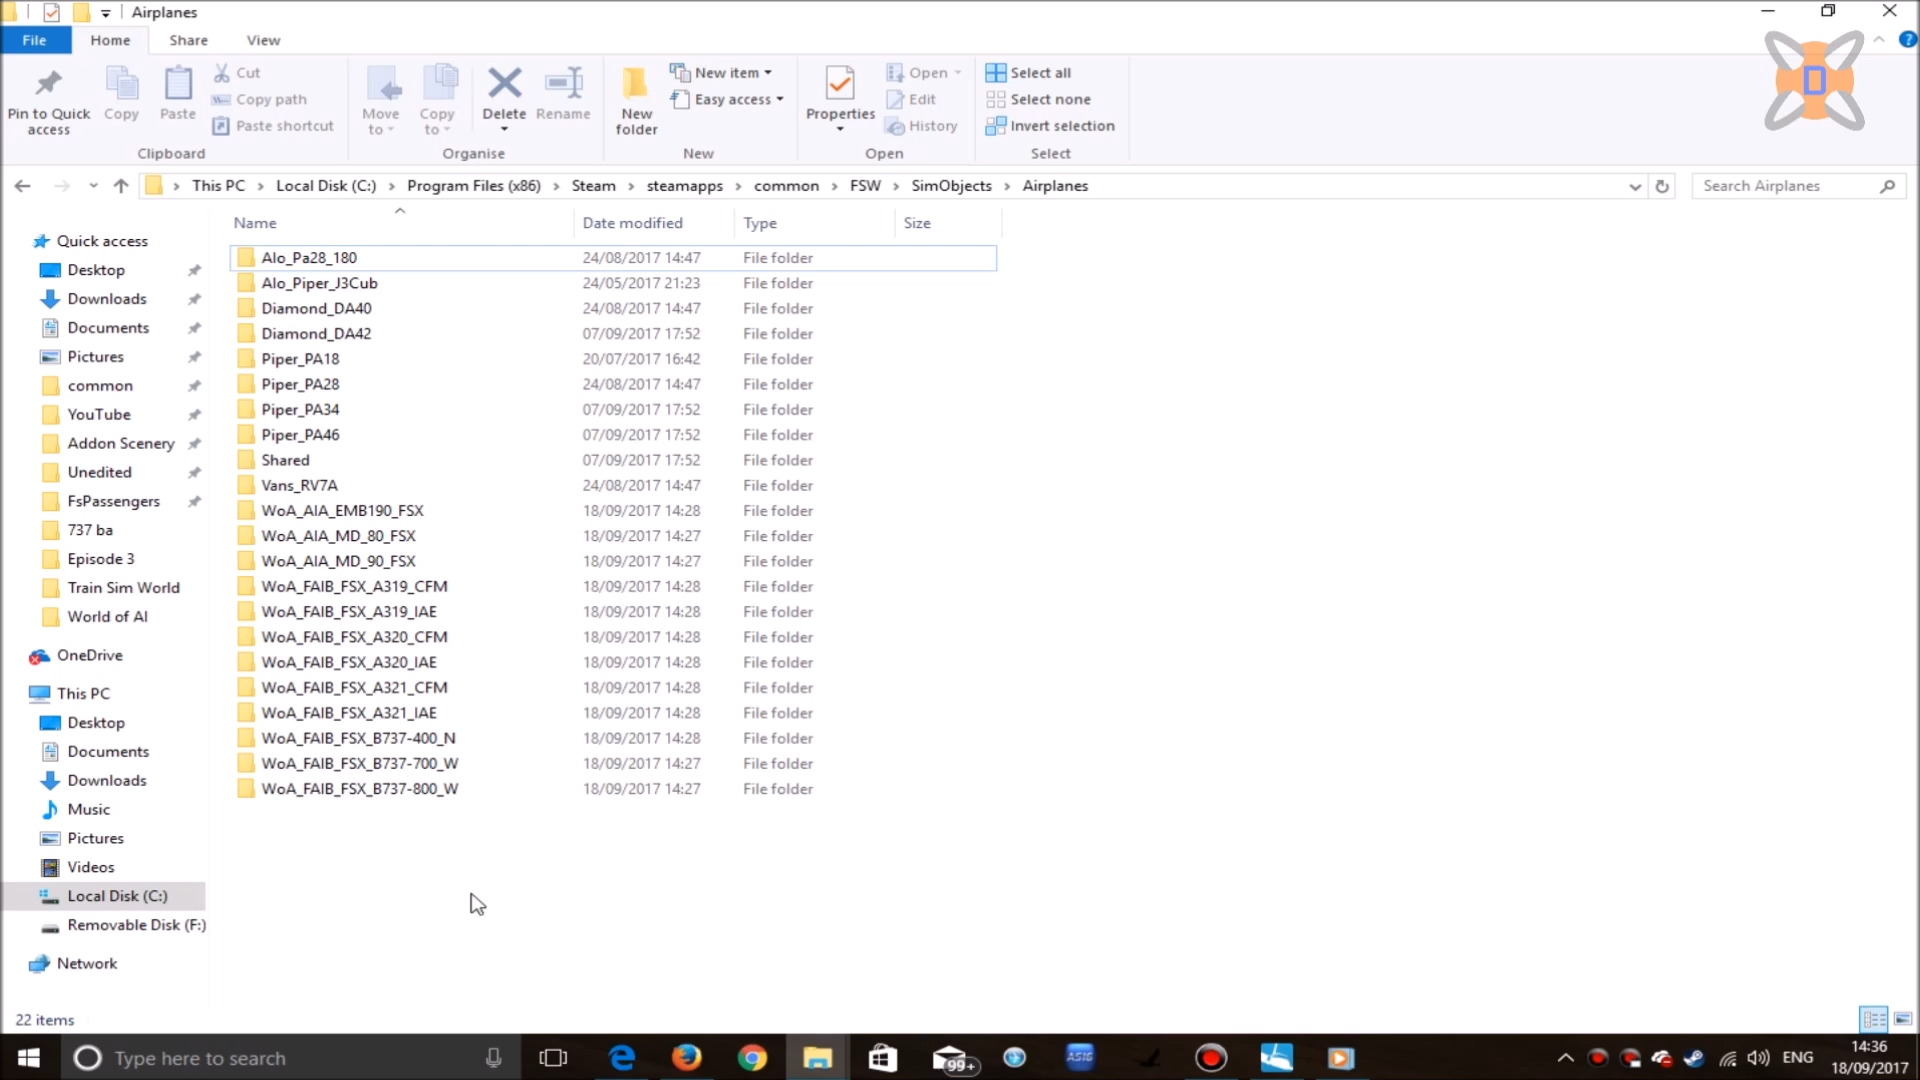 Airplanes
File Home Share View
Pin to Quick access
Copy
Paste
Cut
Copy path
Paste shortcut
Clipboard
Move to
Copy to
Delete
Rename
Organise
New folder
New item
Easy access
New
Properties
Open
Edit
History
Open
Select all
Select none
Invert selection
Select
D
?
This PC Local Disk (C:) Program Files (x86) Steam steamapps common FSW SimObjects Airplanes
Search Airplanes
Quick access
Desktop
Downloads
Documents
Pictures
common
YouTube
Addon Scenery
Unedited
FsPassengers
737 ba
Episode 3
Train Sim World
World of AI
OneDrive
This PC
Desktop
Documents
Downloads
Music
Pictures
Videos
Local Disk (C:)
Removable Disk (F:)
Network
Name Date modified Type Size
Alo_Pa28_180 24/08/2017 14:47 File folder
Alo_Piper_J3Cub 24/05/2017 21:23 File folder
Diamond_DA40 24/08/2017 14:47 File folder
Diamond_DA42 07/09/2017 17:52 File folder
Piper_PA18 20/07/2017 16:42 File folder
Piper_PA28 24/08/2017 14:47 File folder
Piper_PA34 07/09/2017 17:52 File folder
Piper_PA46 07/09/2017 17:52 File folder
Shared 07/09/2017 17:52 File folder
Vans_RV7A 24/08/2017 14:47 File folder
WoA_AIA_EMB190_FSX 18/09/2017 14:28 File folder
WoA_AIA_MD_80_FSX 18/09/2017 14:27 File folder
WoA_AIA_MD_90_FSX 18/09/2017 14:27 File folder
WoA_FAIB_FSX_A319_CFM 18/09/2017 14:28 File folder
WoA_FAIB_FSX_A319_IAE 18/09/2017 14:28 File folder
WoA_FAIB_FSX_A320_CFM 18/09/2017 14:28 File folder
WoA_FAIB_FSX_A320_IAE 18/09/2017 14:28 File folder
WoA_FAIB_FSX_A321_CFM 18/09/2017 14:28 File folder
WoA_FAIB_FSX_A321_IAE 18/09/2017 14:28 File folder
WoA_FAIB_FSX_B737-400_N 18/09/2017 14:28 File folder
WoA_FAIB_FSX_B737-700_W 18/09/2017 14:27 File folder
WoA_FAIB_FSX_B737-800_W 18/09/2017 14:27 File folder
22 items
Type here to search
99+
ASIG
ENG
14:36
18/09/2017